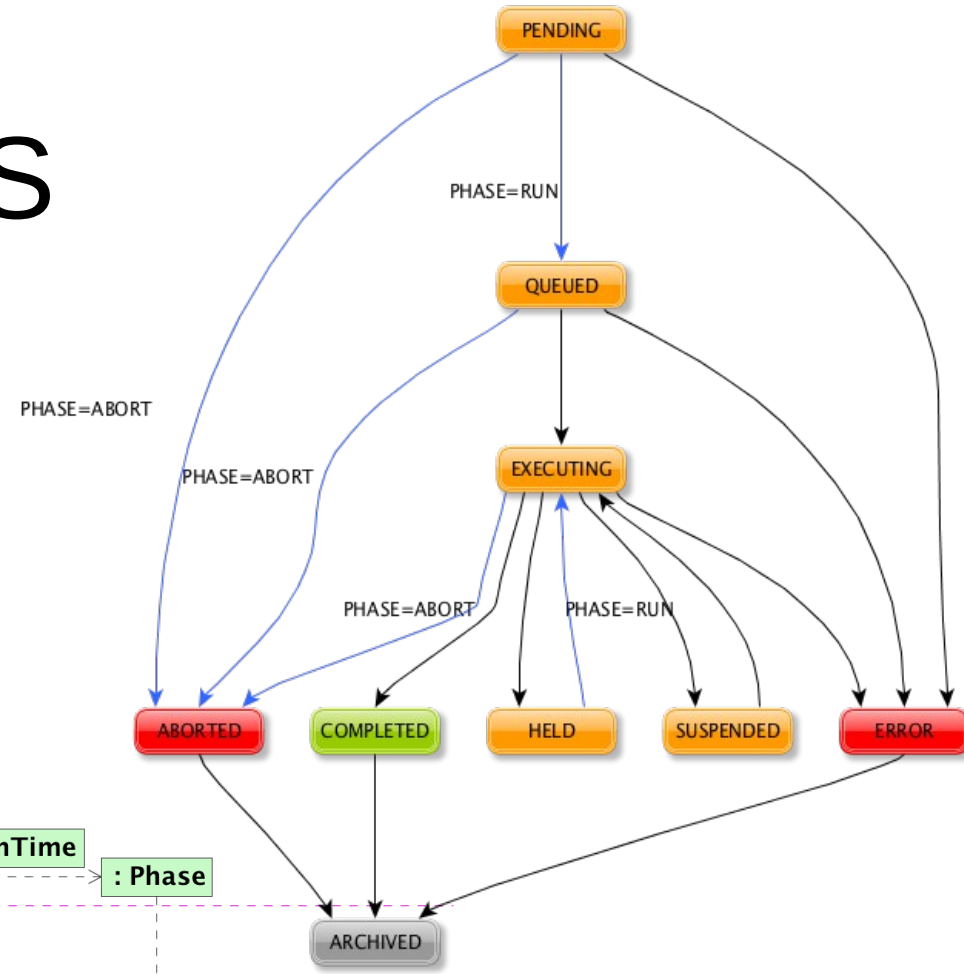 PENDING
S
PHASE=RUN
QUEUED
PHASE=ABORT
EXECUTING
PHASE=ABORT
PHASE=ABORT
PHASE=RUN
ABORTED
COMPLETED
HELD
SUSPENDED
ERROR
nTime
: Phase
ARCHIVED